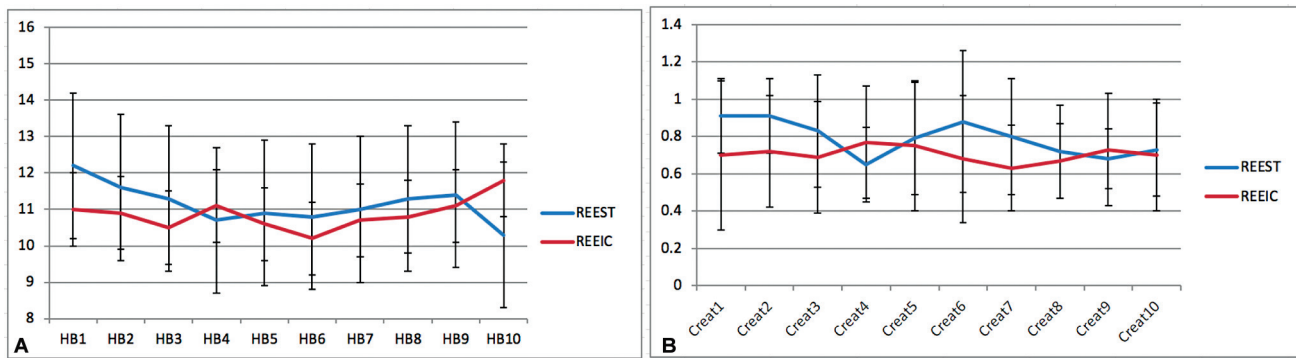 16
15
14
13
12
11
10
9
8
HB1 HB2 HB3 HB4 HB5 HB6 HB7 HB8 HB9 HB10
REEST
REEIC
A
1.4
1.2
1
0.8
0.6
0.4
0.2
0
Creat1 Creat2 Creat3 Creat4 Creat5 Creat6 Creat7 Creat8 Creat9 Creat10
REEST
REEIC
B